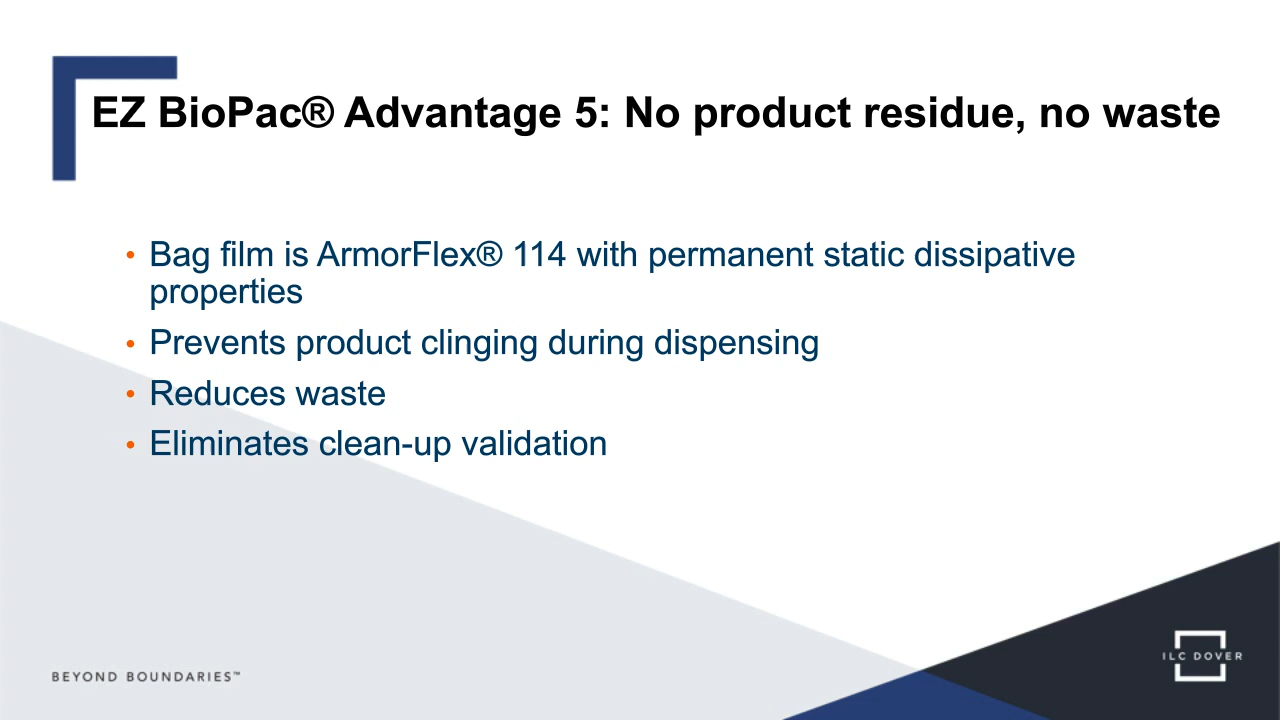 EZ BioPac® Advantage 5: No product residue, no waste
• Bag film is ArmorFlex® 114 with permanent static dissipative
properties
• Prevents product clinging during dispensing
• Reduces waste
• Eliminates clean-up validation
BEYOND BOUNDARIES™
ILC DOVER